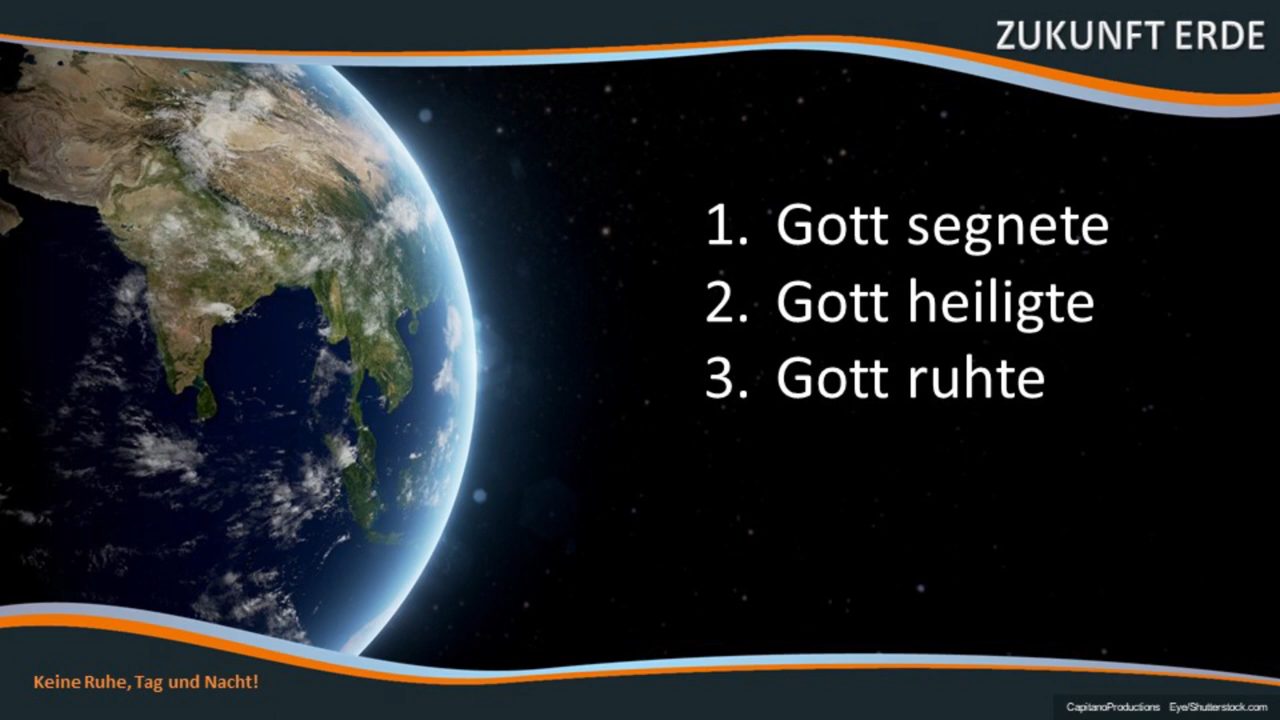 ZUKUNFT ERDE
1. Gott segnete
2. Gott heiligte
3. Gott ruhte
Keine Ruhe, Tag und Nacht!
CapitanoProductions Eye/Shutterstock.com